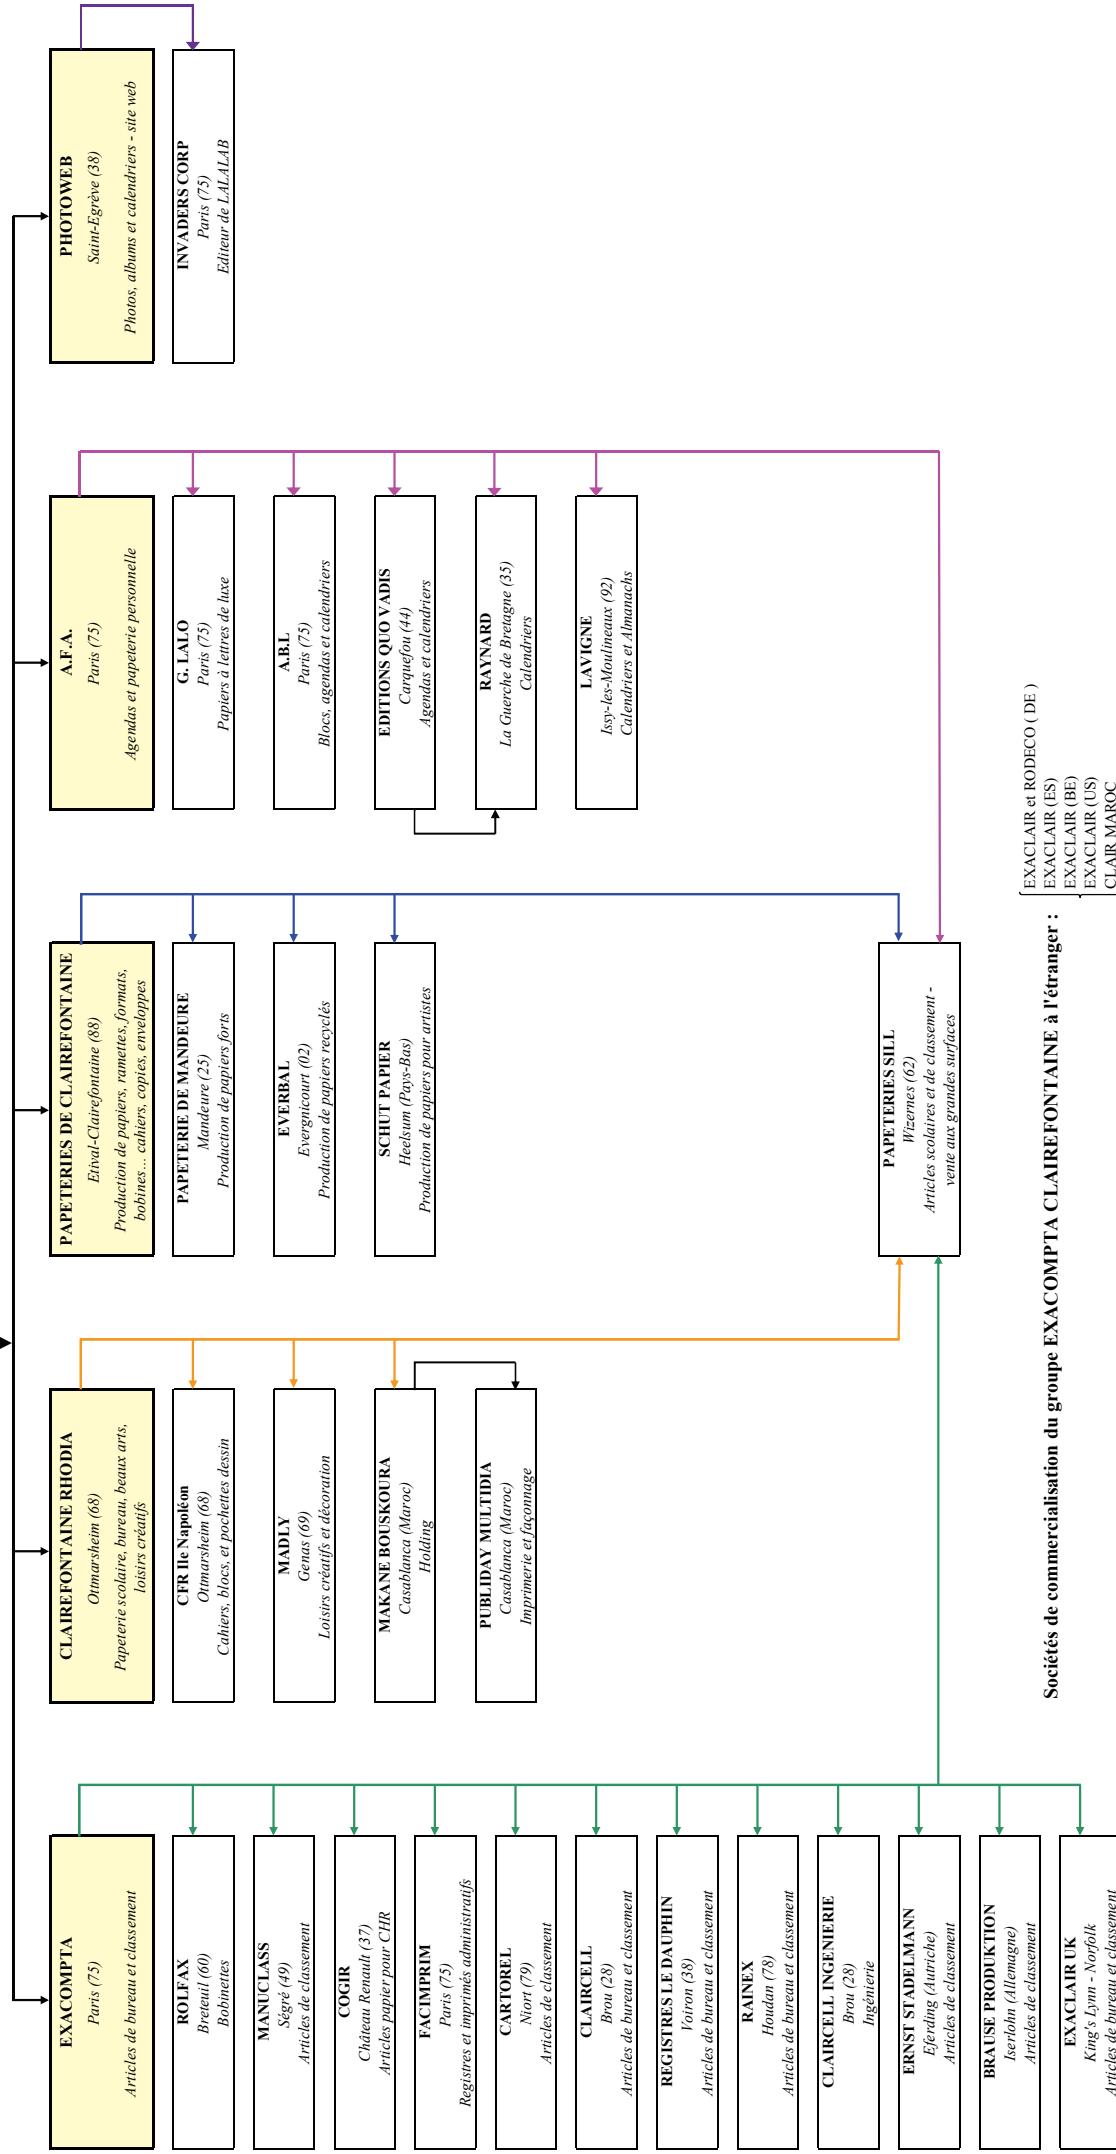 EXACOMPTA
Paris (75)
Articles de bureau et classement
ROLFAX
Breteuil (60)
Bobinettes
MANUCLASS
Ségré (49)
Articles de classement
COGIR
Château Renault (37)
Articles papier pour CHR
FACIMPRIM
Paris (75)
Registres et imprimés administratifs
CARTOREL
Niort (79)
Articles de classement
CLAIRCELL
Brou (28)
Articles de bureau et classement
REGISTRES LE DAUPHIN
Voiron (38)
Articles de bureau et classement
RAINEX
Houdan (78)
Articles de bureau et classement
CLAIRCELL INGENIERIE
Brou (28)
Ingénierie
ERNST STADELMANN
Eferding (Autriche)
Articles de classement
BRAUSE PRODUKTION
Iserlohn (Allemagne)
Articles de classement
EXACLAIR UK
King's Lynn - Norfolk
Articles de bureau et classement
CLAIREFONTAINE RHODIA
Ottmarsheim (68)
Papeterie scolaire, bureau, beaux arts,
loisirs créatifs
CFR Ile Napoléon
Ottmarsheim (68)
Cahiers, blocs, et pochettes dessin
MADLY
Genas (69)
Loisirs créatifs et décoration
MAKANE BOUSKOURA
Casablanca (Maroc)
Holding
PUBLIDAY MULTIDIA
Casablanca (Maroc)
Imprimerie et façonnage
PAPETERIES DE CLAIREFONTAINE
Etival-Clairefontaine (88)
Production de papiers, ramettes, formats,
bobines... cahiers, copies, enveloppes
PAPETERIE DE MANDEURE
Mandeure (25)
Production de papiers forts
EVERBAL
Evergnicourt (02)
Production de papiers recyclés
SCHUT PAPIER
Heelsum (Pays-Bas)
Production de papiers pour artistes
PAPETERIES SILL
Wizernes (62)
Articles scolaires et de classement -
vente aux grandes surfaces
A.F.A.
Paris (75)
Agendas et papeterie personnelle
G. LALO
Paris (75)
Papiers à lettres de luxe
A.B.L
Paris (75)
Blocs, agendas et calendriers
EDITIONS QUO VADIS
Carquefou (44)
Agendas et calendriers
RAYNARD
La Guerche de Bretagne (35)
Calendriers
LAVIGNE
Issy-les-Moulineaux (92)
Calendriers et Almanachs
PHOTOWEB
Saint-Egrève (38)
Photos, albums et calendriers - site web
INVADERS CORP
Paris (75)
Editeur de LALALAB
Sociétés de commercialisation du groupe EXACOMPTA CLAIREFONTAINE à l'étranger :
EXACLAIR et RODECO ( DE )
EXACLAIR (ES)
EXACLAIR (BE)
EXACLAIR (US)
CLAIR MAROC